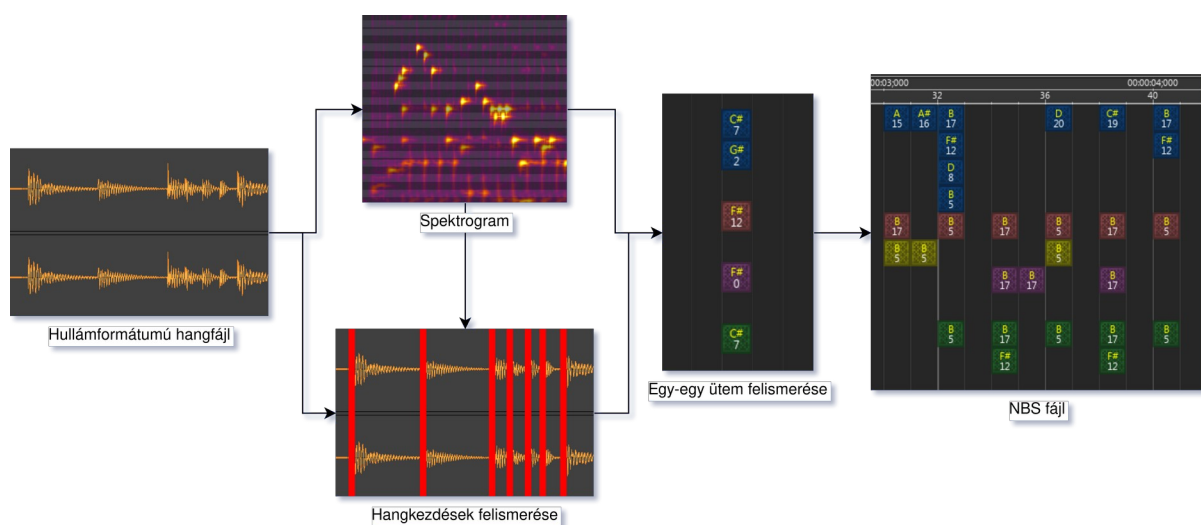 Hullámformátumú hangfájl
Spektrogram
Hangkezdések felismerése
C#
7
G#
2
F#
12
F#
0
C#
7
Egy-egy ütem felismerése
00:03;000 00:00:04;000
32 36 40
A A# B D C# B
15 16 17 20 19 17
F# F#
12 12
D
8
B
5
B B B B B B
17 5 17 5 17 5
B B B
5 5 5
B B B
17 17 17
B B B B B
5 17 5 17 5
F# F#
12 12
NBS fájl